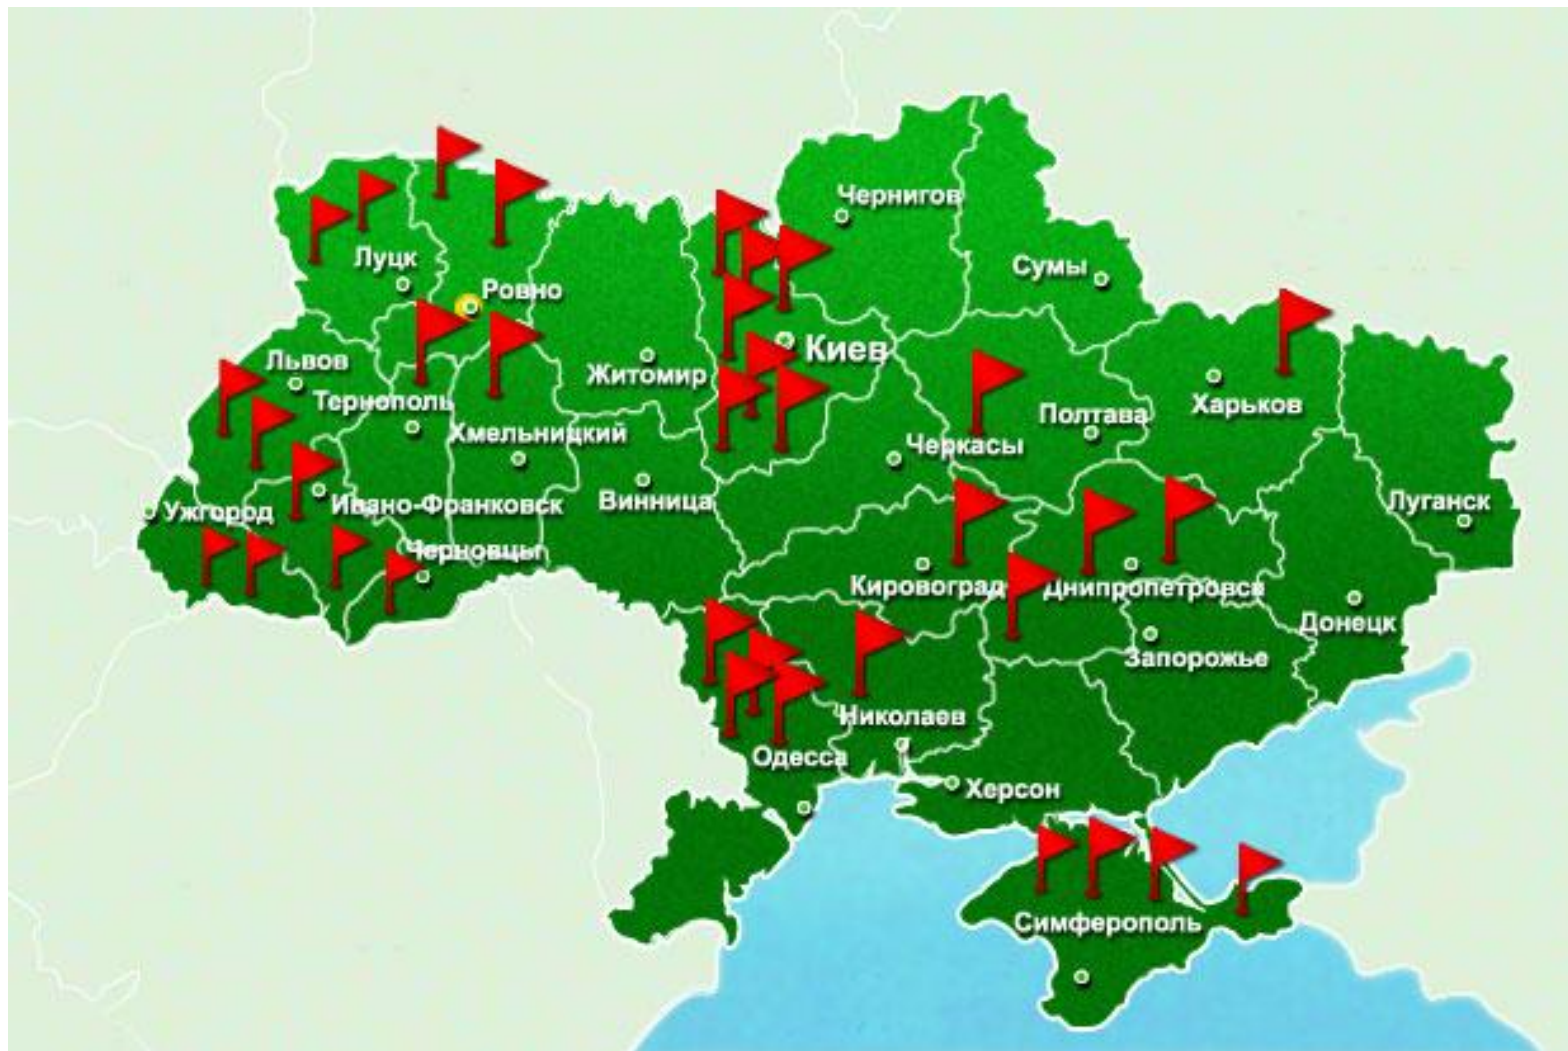 Чернигов
Луцк
Сумы
Ровно
Киев
Львов
Житомир
Тернополь
Харьков
Полтава
Хмельницкий
Черкасы
Ужгород
Ивано-Франковск
Винница
Луганск
Черновцы
Кировоград
Днипропетровск
Донецк
Запорожье
Николаев
Одесса
Херсон
Симферополь